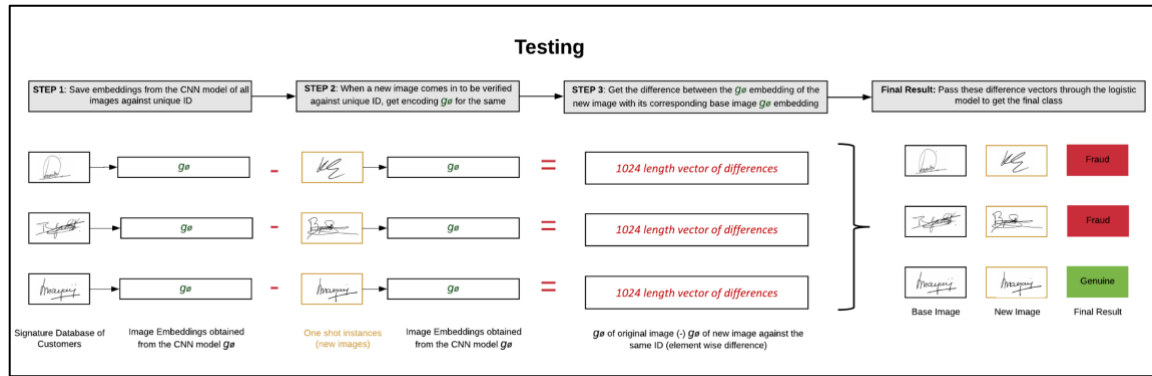 Testing
STEP 1: Save embeddings from the CNN model of all
images against unique ID
STEP 2: When a new image comes in to be verified
against unique ID, get encoding gø for the same
STEP 3: Get the difference between the gø embedding of the
new image with its corresponding base image gø embedding
Final Result: Pass these difference vectors through the logistic
model to get the final class
gø
-
gø
=
1024 length vector of differences
Fraud
gø
-
gø
=
1024 length vector of differences
Fraud
gø
-
gø
=
1024 length vector of differences
Genuine
Base Image
New Image
Final Result
Signature Database of
Customers
Image Embeddings obtained
from the CNN model gø
One shot instances
(new images)
Image Embeddings obtained
from the CNN model gø
gø of original image (-) gø of new image against the
same ID (element wise difference)